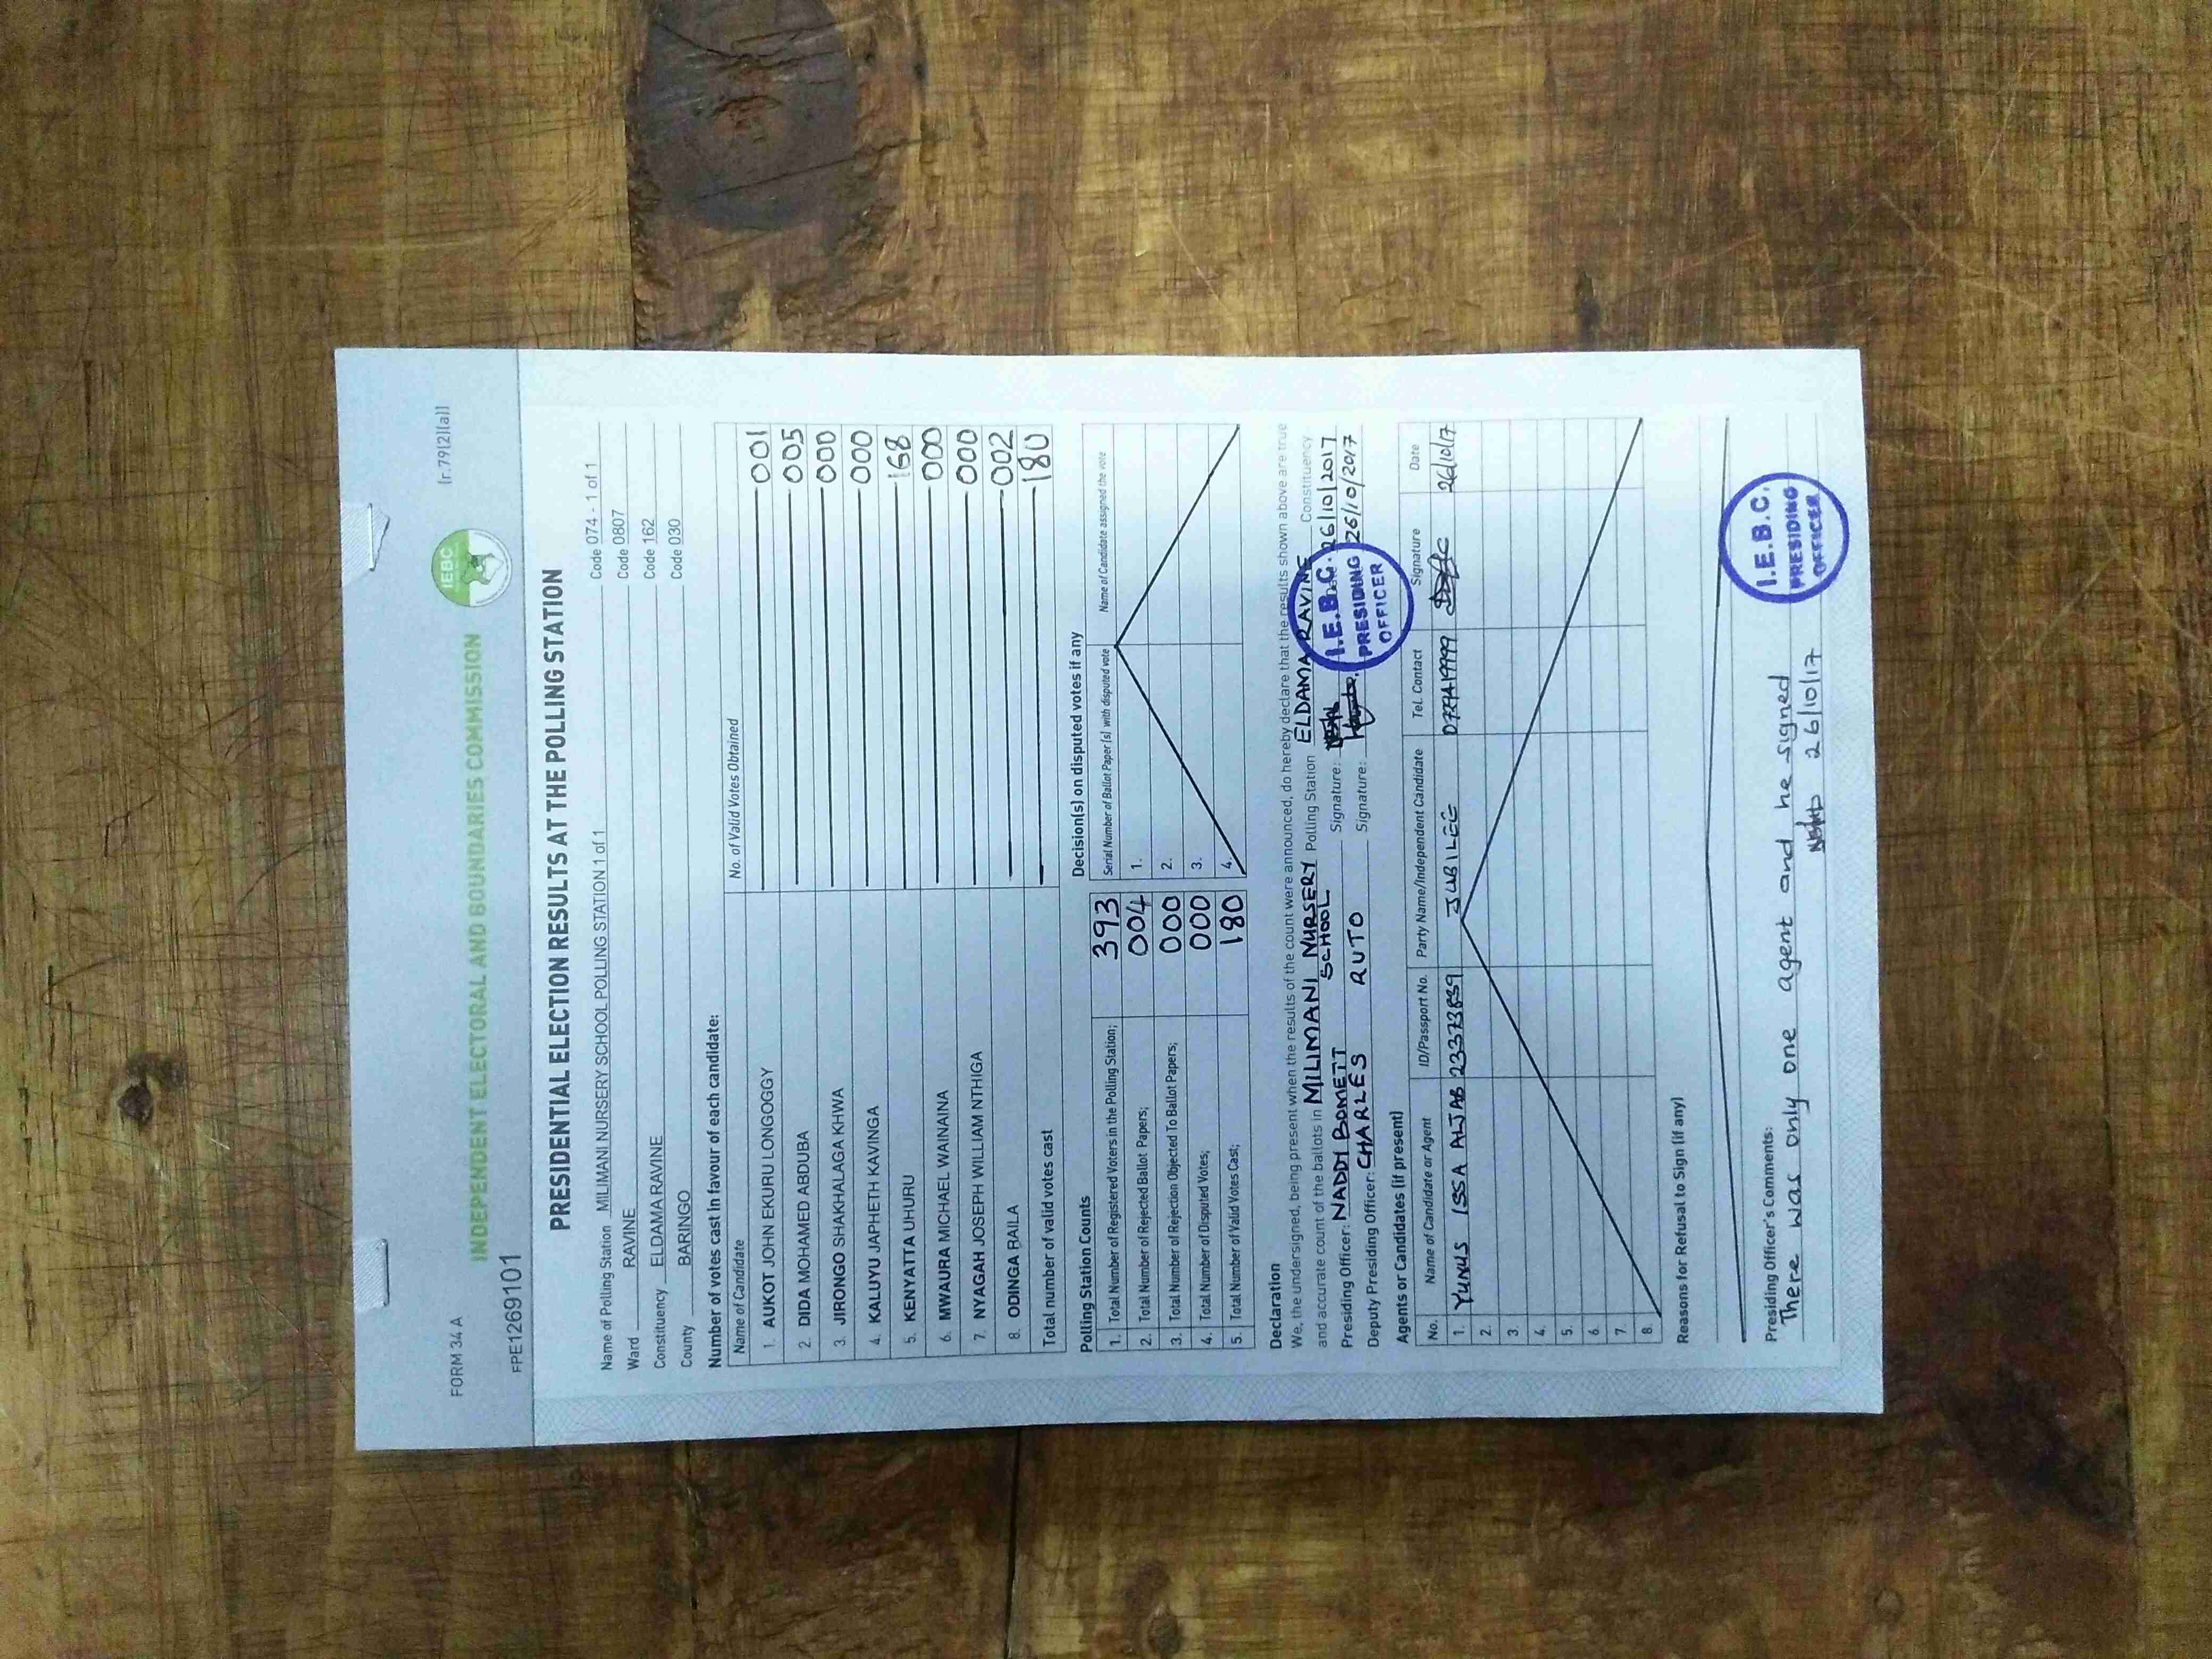 FORM 34 A
(r.79(2)(a))
IEBC
INDEPENDENT ELECTORAL AND BOUNDARIES COMMISSION
FPE1269101
PRESIDENTIAL ELECTION RESULTS AT THE POLLING STATION
Name of Polling Station MILIMANI NURSERY SCHOOL POLLING STATION 1 of 1 Code 074 - 1 of 1
Ward RAVINE Code 0807
Constituency ELDAMA RAVINE Code 162
County BARINGO Code 030
Number of votes cast in favour of each candidate:
Name of Candidate No. of Valid Votes Obtained
1. AUKOT JOHN EKURU LONGOGGY 001
2. DIDA MOHAMED ABDUBA 005
3. JIRONGO SHAKHALAGA KHWA 000
4. KALUYU JAPHETH KAVINGA 000
5. KENYATTA UHURU 168
6. MWAURA MICHAEL WAINAINA 000
7. NYAGAH JOSEPH WILLIAM NTHIGA 000
8. ODINGA RAILA 002
Total number of valid votes cast 180
Polling Station Counts
1. Total Number of Registered Voters in the Polling Station; 393
2. Total Number of Rejected Ballot Papers; 004
3. Total Number of Rejection Objected To Ballot Papers; 000
4. Total Number of Disputed Votes; 000
5. Total Number of Valid Votes Cast; 180
Decision(s) on disputed votes if any
Serial Number of Ballot Paper(s) with disputed vote Name of Candidate assigned the vote
1.
2.
3.
4.
Declaration
We, the undersigned, being present when the results of the count were announced, do hereby declare that the results shown above are true
and accurate count of the ballots in MILIMANI NURSERY SCHOOL Polling Station ELDAMA RAVINE Constituency
Presiding Officer: NADDY BOMETT Signature: 26/10/2017
Deputy Presiding Officer: CHARLES RUTO Signature: 26/10/2017
I.E.B.C.
PRESIDING
OFFICER
Agents or Candidates (if present)
No. Name of Candidate or Agent ID/Passport No. Party Name/Independent Candidate Tel. Contact Signature Date
1. YUNUS ISSA ALJAB 23373839 JUBILEE 26/10/17
2.
3.
4.
5.
6
7.
8.
Reasons for Refusal to Sign (if any)
Presiding Officer's Comments:
There was only one agent and he signed
26/10/17
I.E.B.C.
PRESIDING
OFFICER